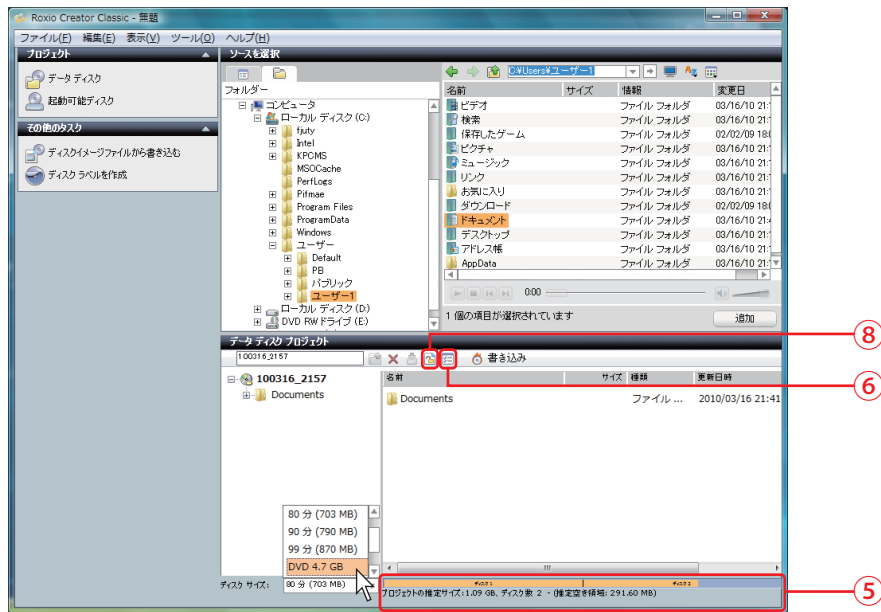 Roxio Creator Classic - 無題
ファイル(F) 編集(E) 表示(V) ツール(O) ヘルプ(H)
プロジェクト
データ ディスク
起動可能ディスク
その他のタスク
ディスクイメージファイルから書き込む
ディスク ラベルを作成
ソースを選択
フォルダー
コンピュータ
ローカル ディスク (C:)
fjuty
Intel
KPCMS
MSOCache
PerfLogs
Pifmae
Program Files
ProgramData
Windows
ユーザー
Default
PB
パブリック
ユーザー1
ローカル ディスク (D:)
DVD RW ドライブ (E:)
C:¥Users¥ユーザー1
名前 サイズ 情報 変更日
ビデオ ファイル フォルダ 03/16/10 21:
検索 ファイル フォルダ 03/16/10 21:
保存したゲーム ファイル フォルダ 02/02/09 18:
ピクチャ ファイル フォルダ 03/16/10 21:
ミュージック ファイル フォルダ 03/16/10 21:
リンク ファイル フォルダ 03/16/10 21:
お気に入り ファイル フォルダ 03/16/10 21:
ダウンロード ファイル フォルダ 02/02/09 18:
ドキュメント ファイル フォルダ 03/16/10 21:
デスクトップ ファイル フォルダ 03/16/10 21:
アドレス帳 ファイル フォルダ 03/16/10 21:
AppData ファイル フォルダ 03/16/10 21:
0:00
1 個の項目が選択されています
追加
データ ディスク プロジェクト
⑧
100316_2157
書き込み
⑥
100316_2157
Documents
名前 サイズ 種類 更新日時
Documents ファイル ... 2010/03/16 21:41
80 分 (703 MB)
90 分 (790 MB)
99 分 (870 MB)
DVD 4.7 GB
ディスク サイズ: 80 分 (703 MB)
ディスク1 ディスク2
プロジェクトの推定サイズ:1.09 GB、ディスク数 2 - (推定空き領域: 291.60 MB)
⑤